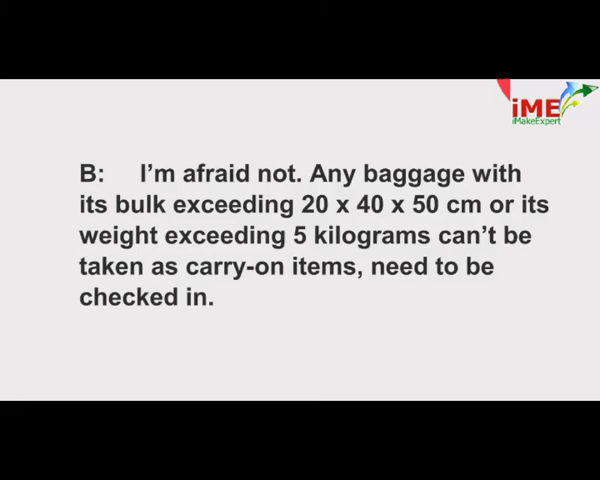 iME
iMakeExpert
B: I'm afraid not. Any baggage with
its bulk exceeding 20 x 40 x 50 cm or its
weight exceeding 5 kilograms can't be
taken as carry-on items, need to be
checked in.